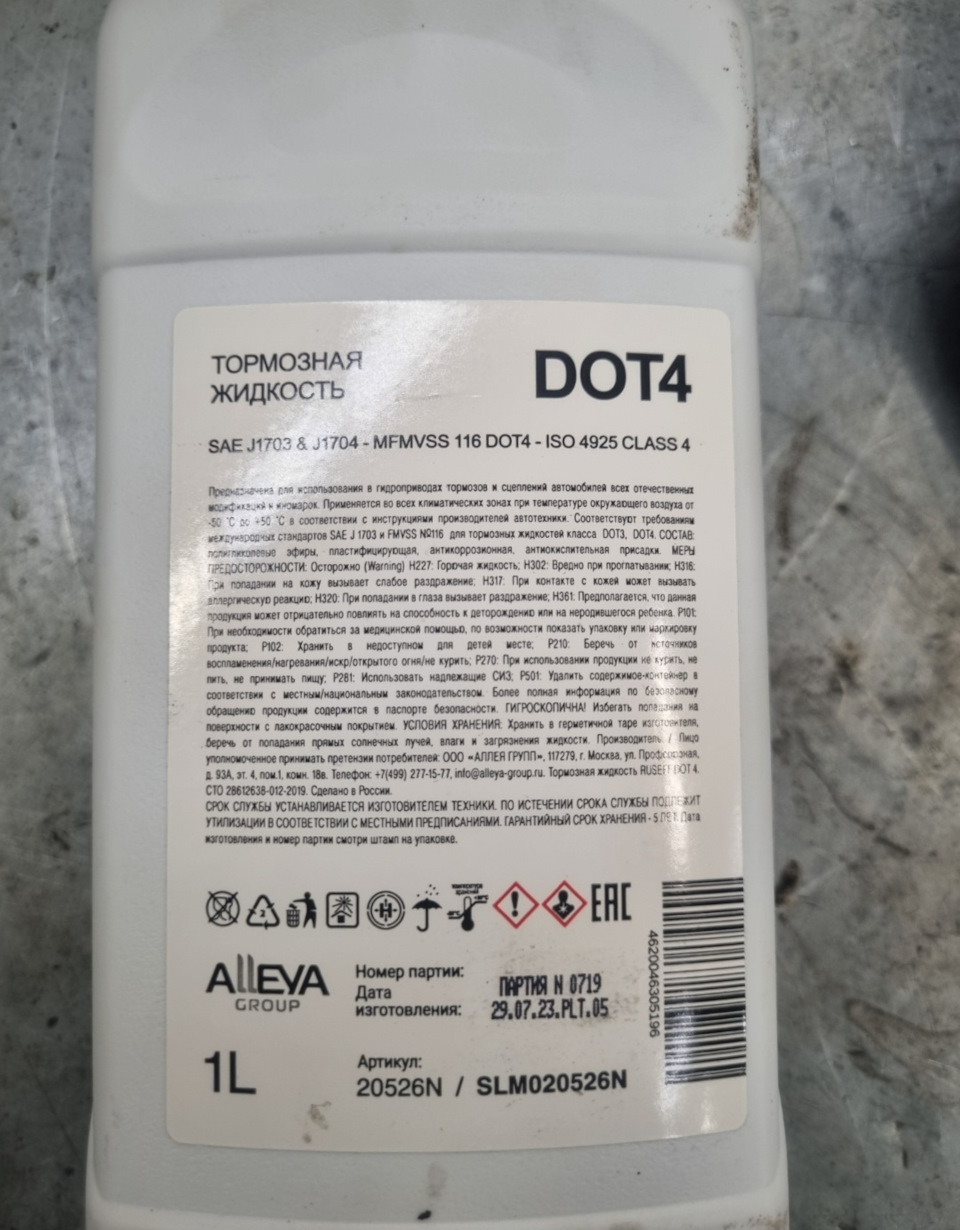 ТОРМОЗНАЯ
ЖИДКОСТЬ
DOT4
SAE J1703 & J1704 - MFMVSS 116 DOT4 - ISO 4925 CLASS 4
Предназначена для использования в гидроприводах тормозов и сцеплений автомобилей всех отечественных
модификаций и иномарок. Применяется во всех климатических зонах при температуре окружающего воздуха от
-50 °C до +50 °C в соответствии с инструкциями производителей автотехники. Соответствует требованиям
международных стандартов SAE J 1703 и FMVSS №116 для тормозных жидкостей класса DOT3, DOT4. СОСТАВ:
полигликолевые эфиры, пластифицирующая, антикоррозионная, антиокислительная присадки. МЕРЫ
ПРЕДОСТОРОЖНОСТИ: Осторожно (Warning) H227: Горючая жидкость; H302: Вредно при проглатывании; H316:
При попадании на кожу вызывает слабое раздражение; H317: При контакте с кожей может вызывать
аллергическую реакцию; H320: При попадании в глаза вызывает раздражение; H361: Предполагается, что данная
продукция может отрицательно повлиять на способность к деторождению или на неродившегося ребенка. P101:
При необходимости обратиться за медицинской помощью, по возможности показать упаковку или маркировку
продукта; P102: Хранить в недоступном для детей месте; P210: Беречь от источников
воспламенения/нагревания/искр/открытого огня/не курить; P270: При использовании продукции не курить, не
пить, не принимать пищу; P281: Использовать надлежащие СИЗ; P501: Удалить содержимое-контейнер в
соответствии с местным/национальным законодательством. Более полная информация по безопасному
обращению продукции содержится в паспорте безопасности. ГИГРОСКОПИЧНА! Избегать попадания на
поверхности с лакокрасочным покрытием. УСЛОВИЯ ХРАНЕНИЯ: Хранить в герметичной таре изготовителя,
беречь от попадания прямых солнечных лучей, влаги и загрязнения жидкости. Производитель / Лицо
уполномоченное принимать претензии потребителей: ООО «АЛЛЕЯ ГРУПП», 117279, г. Москва, ул. Профсоюзная,
д. 93А, эт. 4, пом.1, комн. 18в. Телефон: +7(499) 277-15-77, info@alleya-group.ru. Тормозная жидкость RUSEFF DOT 4.
СТО 28612638-012-2019. Сделано в России.
СРОК СЛУЖБЫ УСТАНАВЛИВАЕТСЯ ИЗГОТОВИТЕЛЕМ ТЕХНИКИ. ПО ИСТЕЧЕНИИ СРОКА СЛУЖБЫ ПОДЛЕЖИТ
УТИЛИЗАЦИИ В СООТВЕТСТВИИ С МЕСТНЫМИ ПРЕДПИСАНИЯМИ. ГАРАНТИЙНЫЙ СРОК ХРАНЕНИЯ - 5 ЛЕТ. Дата
изготовления и номер партии смотри штамп на упаковке.
EAC
4620046305196
AllEYA
GROUP
Номер партии:
Дата
изготовления:
ПАРТИЯ N 0719
29.07.23.PLT.05
1L
Артикул:
20526N / SLM020526N